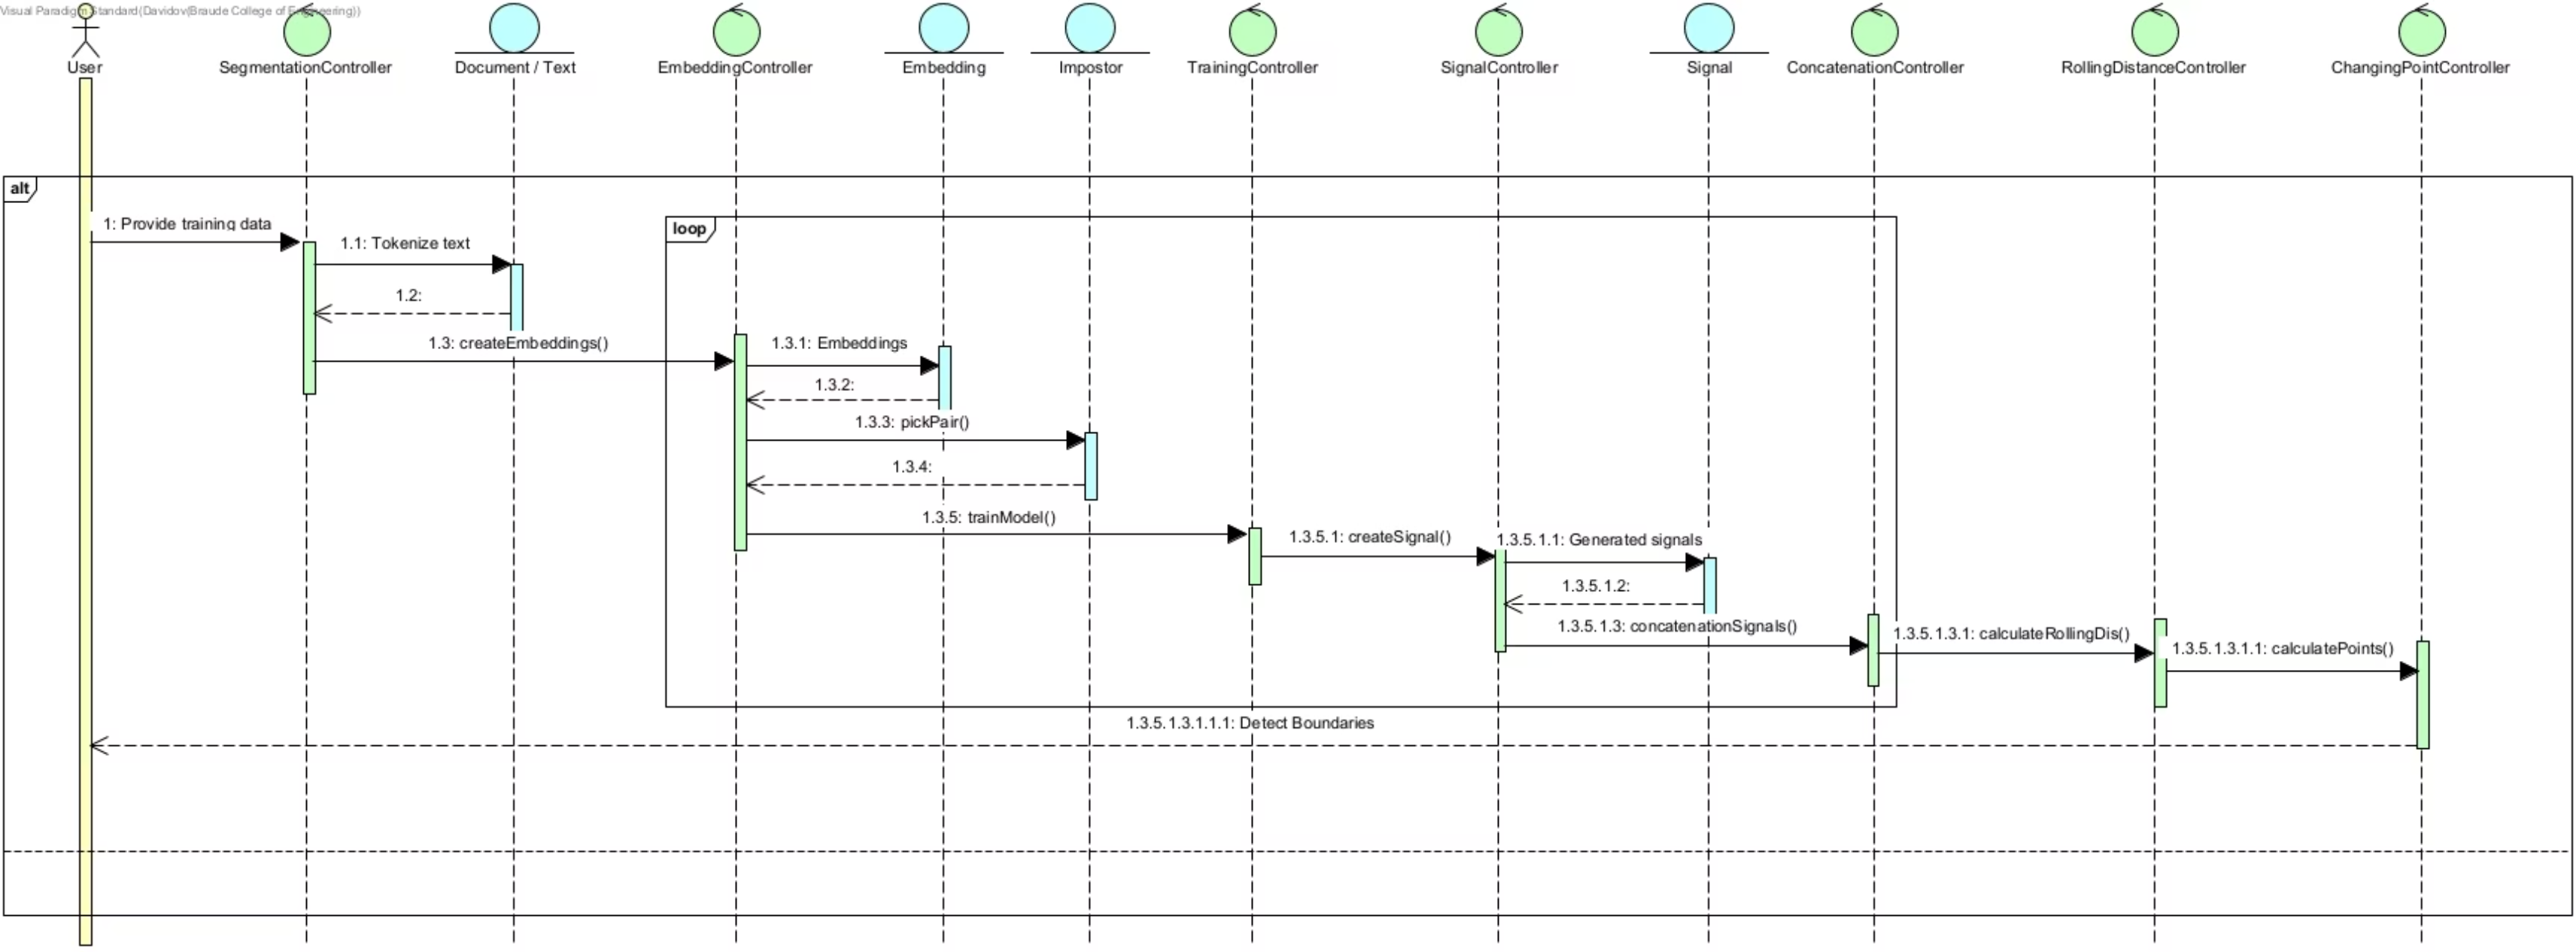 Visual Paradigm Standard(Davidov(Braude College of Engineering))
User
SegmentationController
Document / Text
EmbeddingController
Embedding
Impostor
TrainingController
SignalController
Signal
ConcatenationController
RollingDistanceController
ChangingPointController
alt
loop
1: Provide training data
1.1: Tokenize text
1.2:
1.3: createEmbeddings()
1.3.1: Embeddings
1.3.2:
1.3.3: pickPair()
1.3.4:
1.3.5: trainModel()
1.3.5.1: createSignal()
1.3.5.1.1: Generated signals
1.3.5.1.2:
1.3.5.1.3: concatenationSignals()
1.3.5.1.3.1: calculateRollingDis()
1.3.5.1.3.1.1: calculatePoints()
1.3.5.1.3.1.1.1: Detect Boundaries